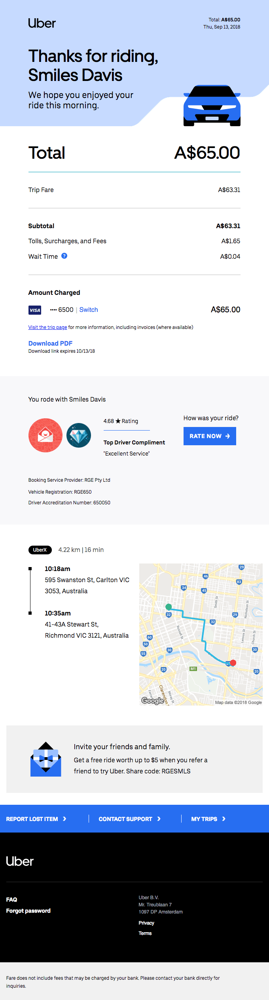 Uber
Total: A$65.00
Thu, Sep 13, 2018
Thanks for riding,
Smiles Davis
We hope you enjoyed your
ride this morning.
Total A$65.00
Trip Fare A$63.31
Subtotal A$63.31
Tolls, Surcharges, and Fees A$1.65
Wait Time ? A$0.04
Amount Charged
VISA •••• 6500 | Switch A$65.00
Visit the trip page for more information, including invoices (where available)
Download PDF
Download link expires 10/13/18
You rode with Smiles Davis
4.68 ★ Rating
Top Driver Compliment
"Excellent Service"
How was your ride?
RATE NOW →
Booking Service Provider: RGE Pty Ltd
Vehicle Registration: RGE650
Driver Accreditation Number: 650050
UberX 4.22 km | 16 min
10:18am
595 Swanston St, Carlton VIC
3053, Australia
10:35am
41-43A Stewart St,
Richmond VIC 3121, Australia
29
46
83
34
45
Smith St
Nicholson St
32
29
32
Russell St
Lennox St
Church St
60
50
30
30
55
20
M1
20
Clarendon S
Moray St
Ferrar
Google
Map data ©2018 Google
Invite your friends and family.
Get a free ride worth up to $5 when you refer a
friend to try Uber. Share code: RGESMLS
REPORT LOST ITEM ❯
CONTACT SUPPORT ❯
MY TRIPS ❯
Uber
FAQ
Forgot password
Uber B.V.
Mr. Treublaan 7
1097 DP Amsterdam
Privacy
Terms
Fare does not include fees that may be charged by your bank. Please contact your bank directly for
inquiries.